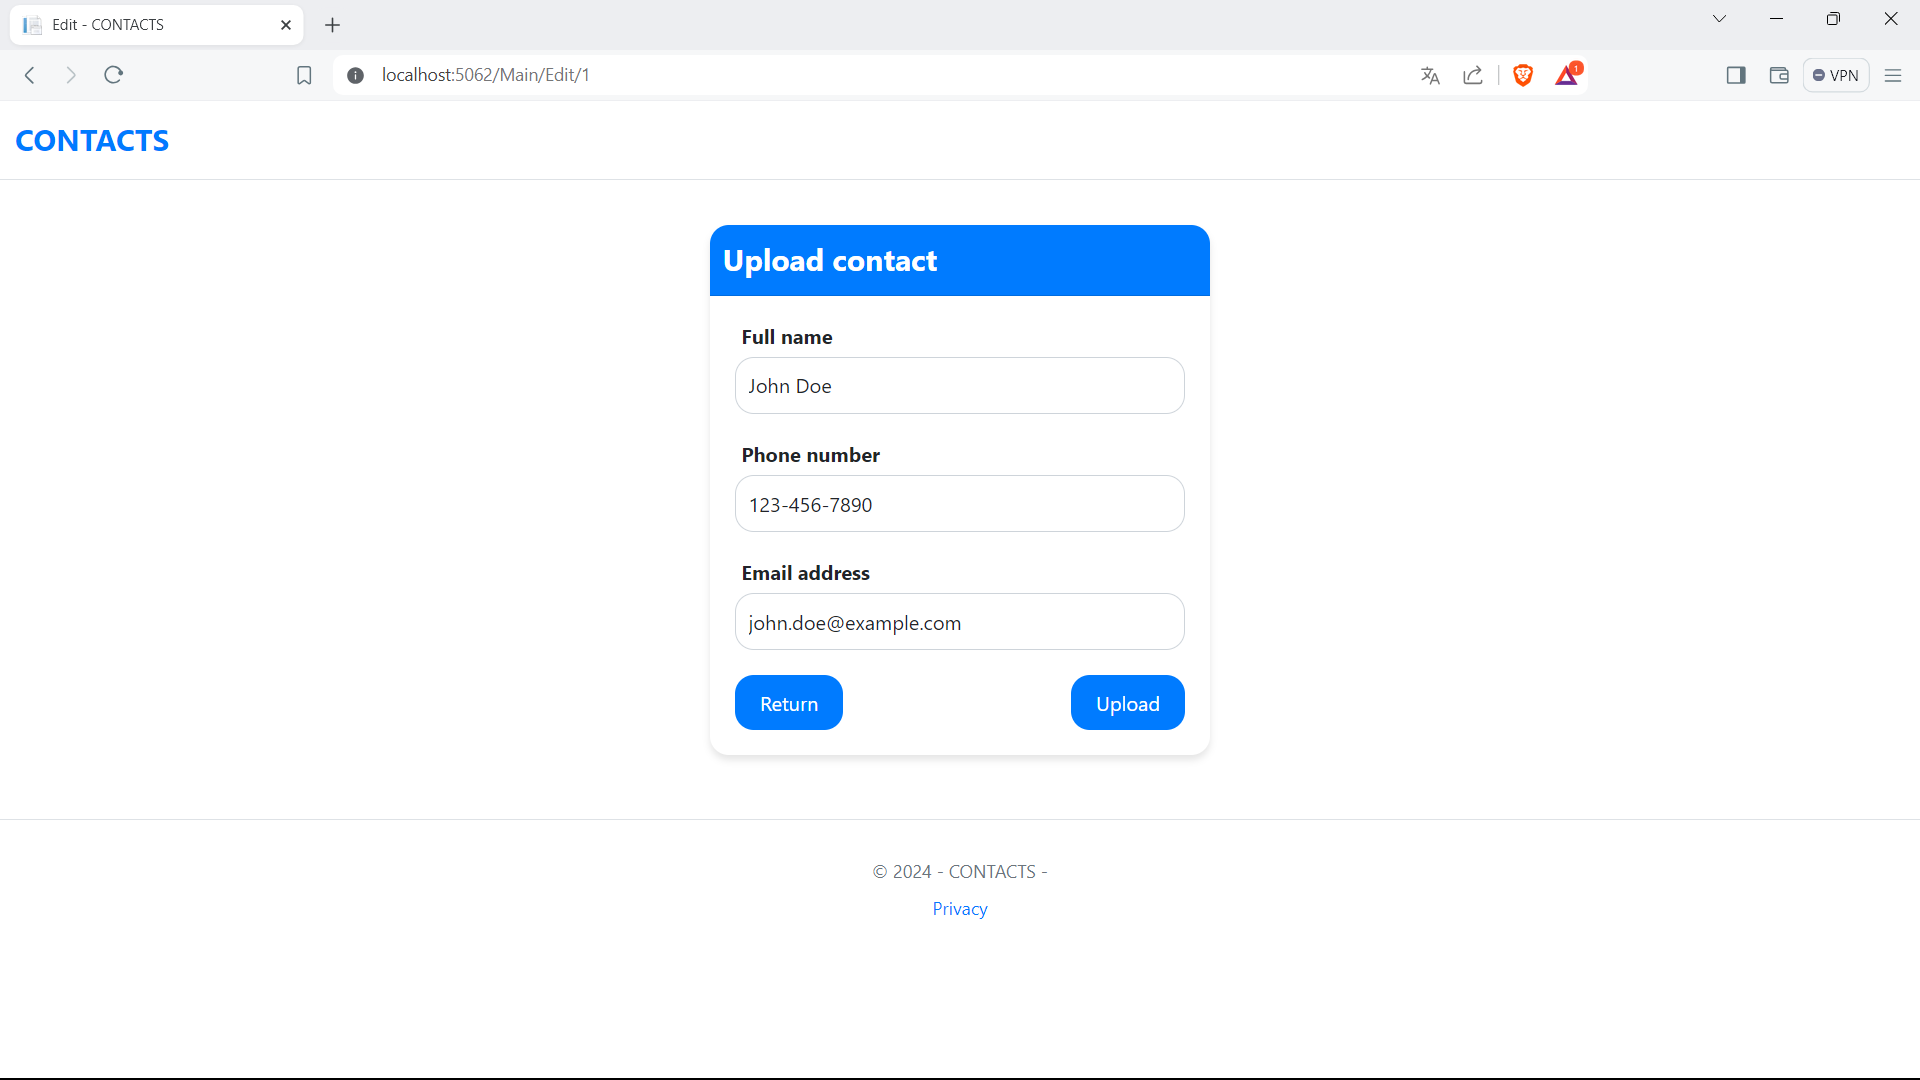 Edit - CONTACTS
localhost:5062/Main/Edit/1
1
VPN
CONTACTS
Upload contact
Full name
John Doe
Phone number
123-456-7890
Email address
john.doe@example.com
Return
Upload
© 2024 - CONTACTS -
Privacy